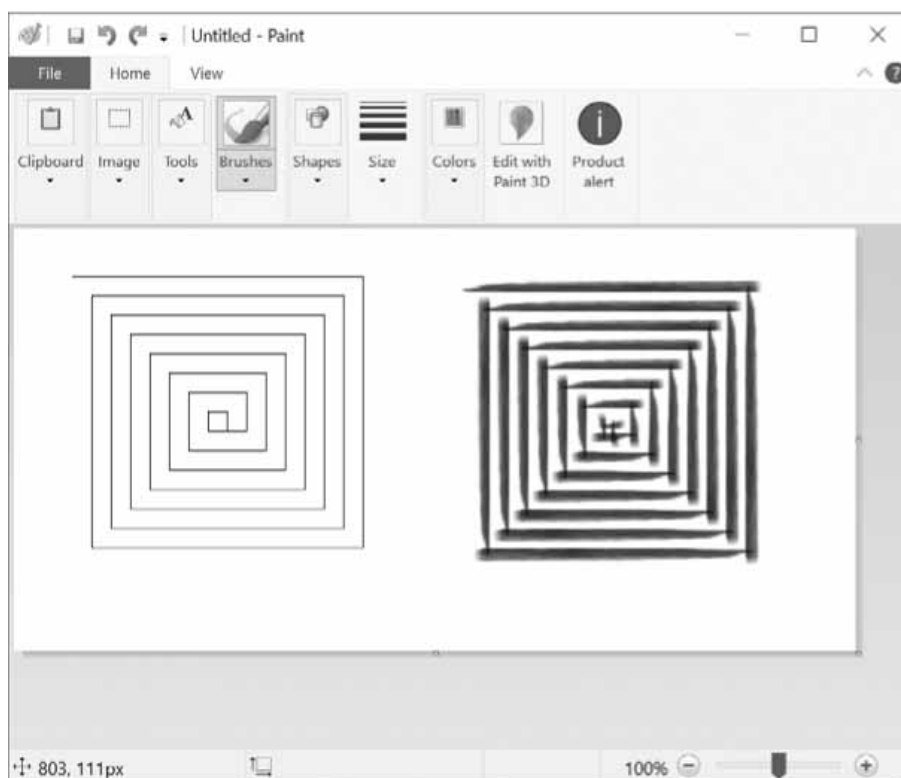 Untitled - Paint
File Home View
Clipboard Image Tools Brushes Shapes Size Colors Edit with Paint 3D Product alert
803, 111px 100%